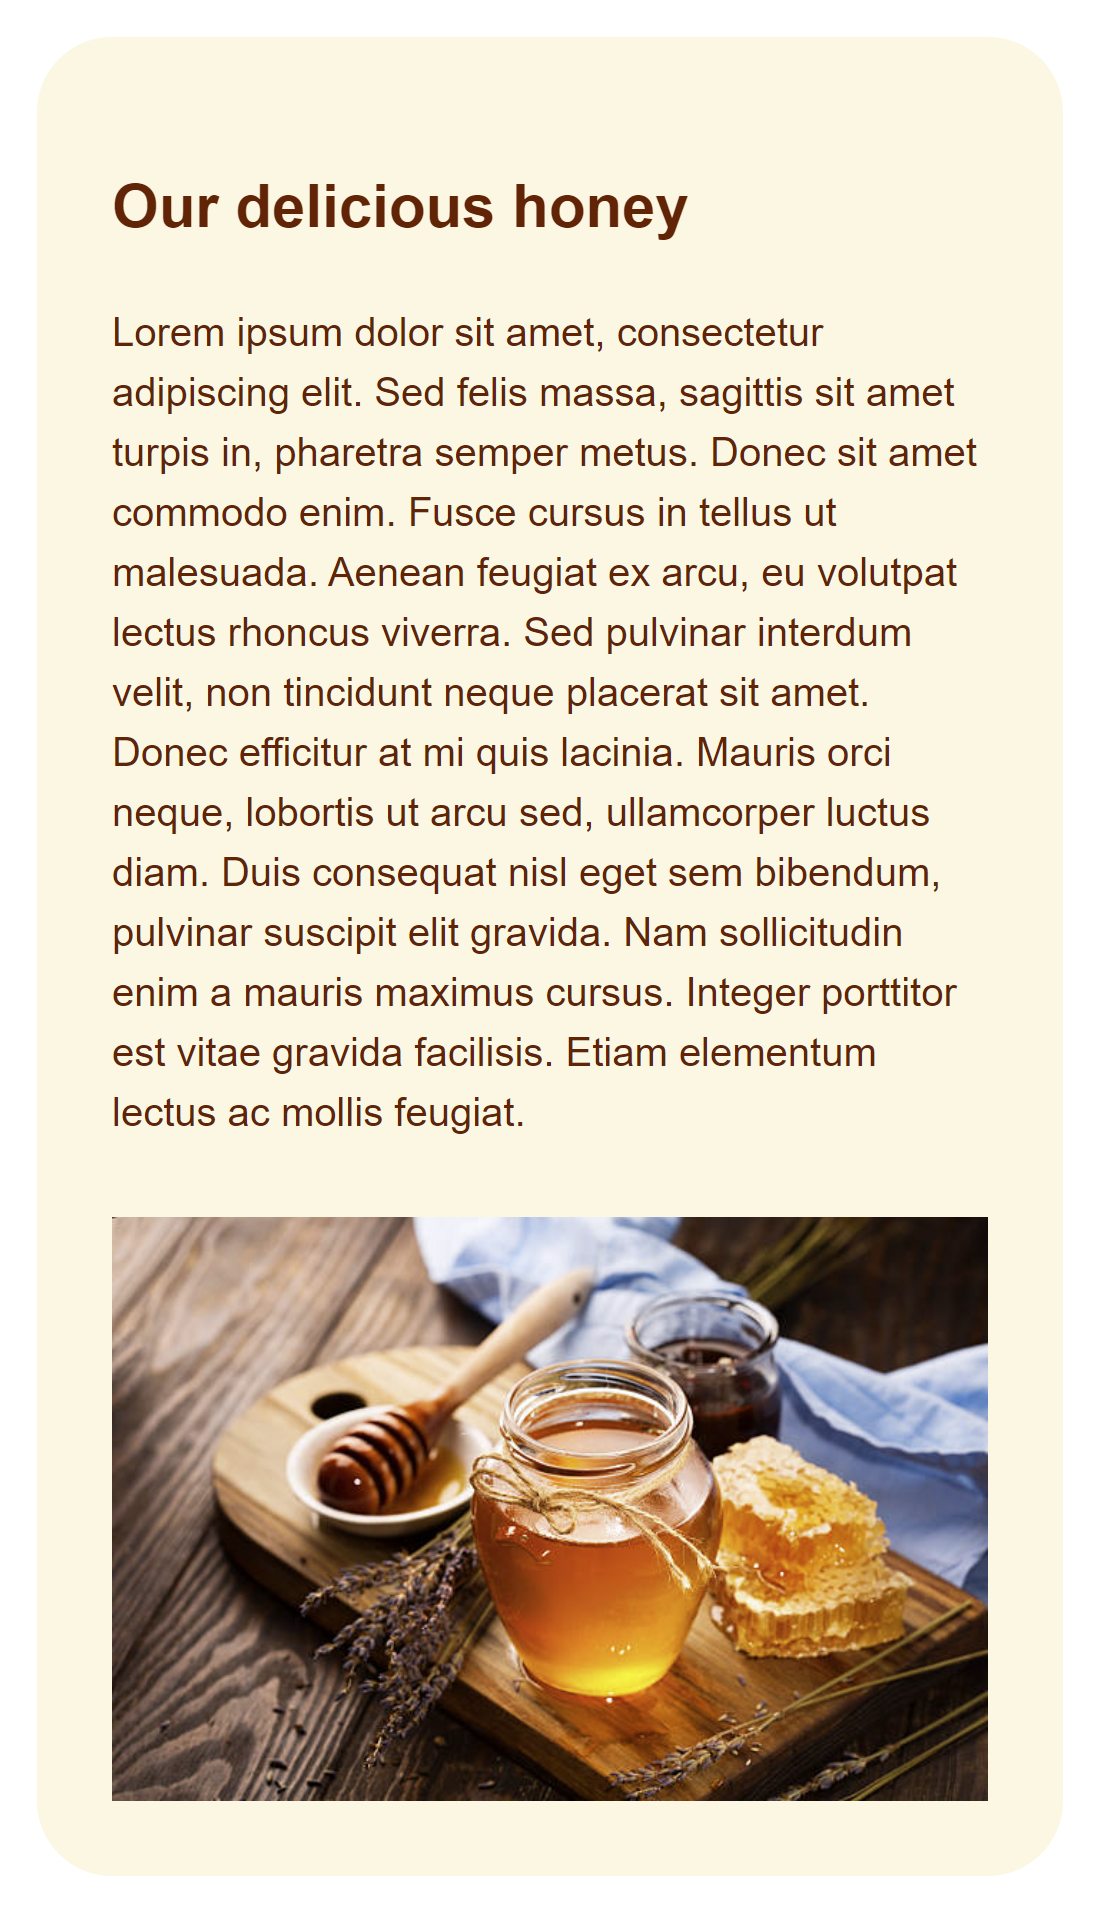 Our delicious honey
Lorem ipsum dolor sit amet, consectetur
adipiscing elit. Sed felis massa, sagittis sit amet
turpis in, pharetra semper metus. Donec sit amet
commodo enim. Fusce cursus in tellus ut
malesuada. Aenean feugiat ex arcu, eu volutpat
lectus rhoncus viverra. Sed pulvinar interdum
velit, non tincidunt neque placerat sit amet.
Donec efficitur at mi quis lacinia. Mauris orci
neque, lobortis ut arcu sed, ullamcorper luctus
diam. Duis consequat nisl eget sem bibendum,
pulvinar suscipit elit gravida. Nam sollicitudin
enim a mauris maximus cursus. Integer porttitor
est vitae gravida facilisis. Etiam elementum
lectus ac mollis feugiat.